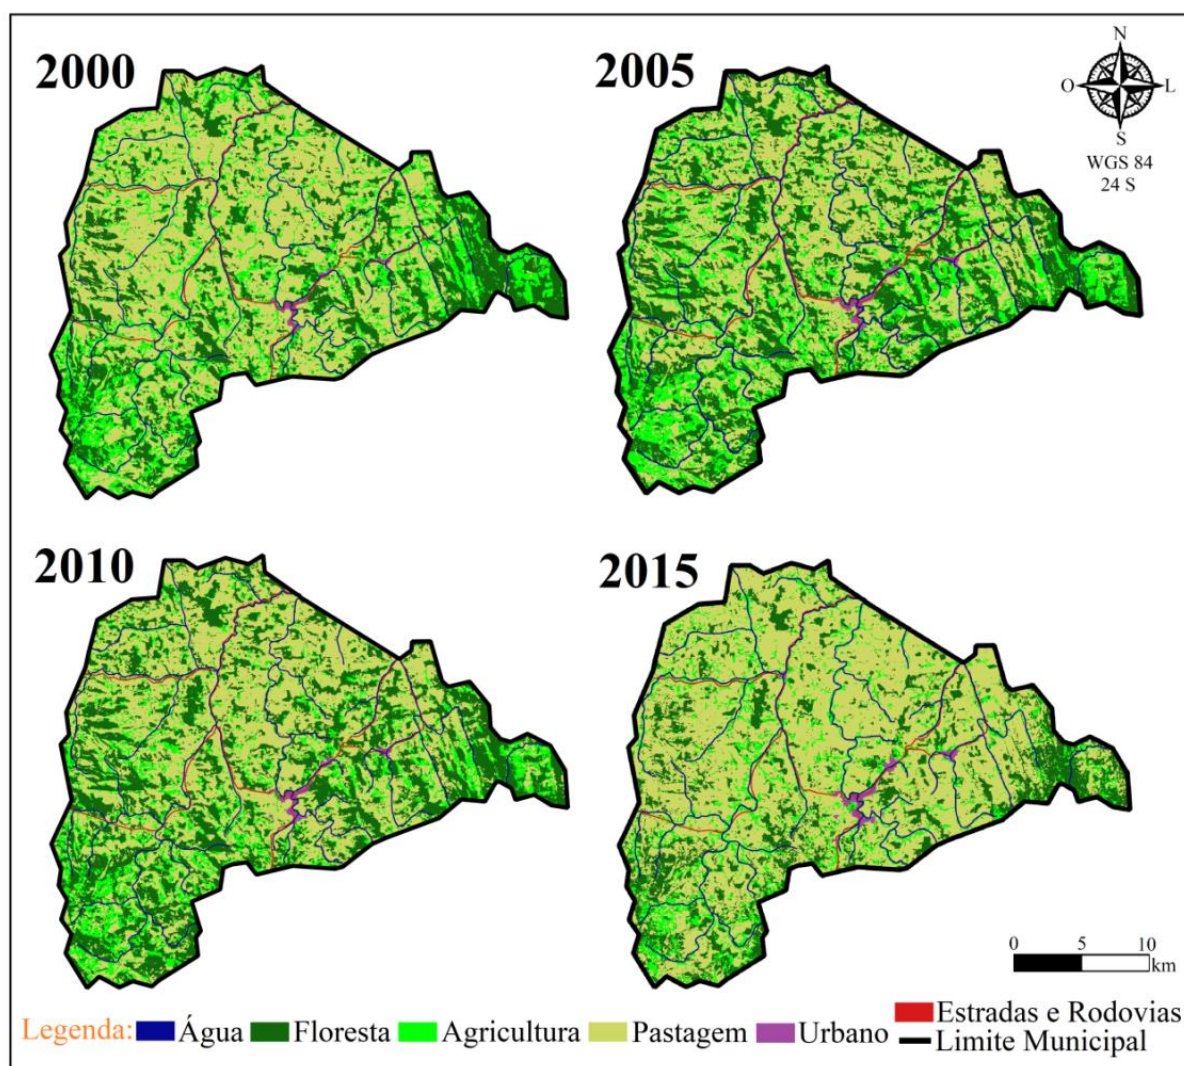 2000
2005
N
O
L
S
WGS 84
24 S
2010
2015
0 5 10
km
Legenda: Água Floresta Agricultura Pastagem Urbano Estradas e Rodovias
Limite Municipal